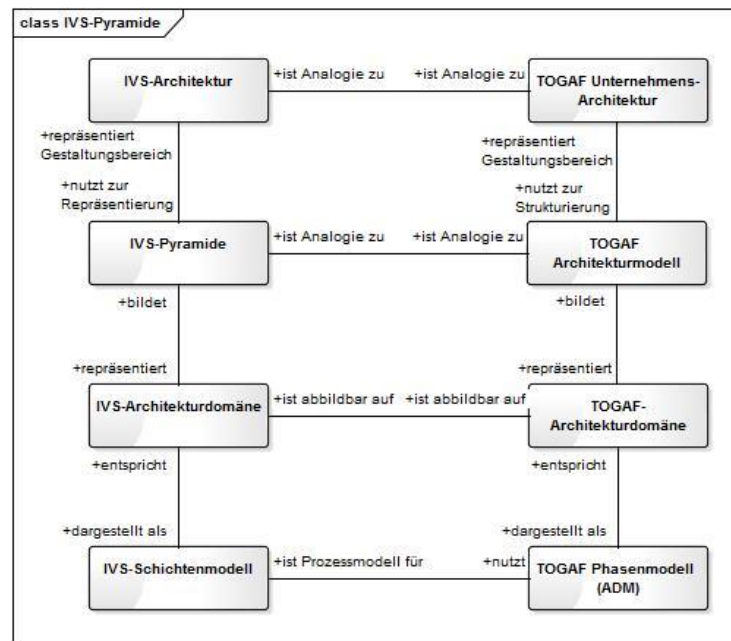 class IVS-Pyramide
IVS-Architektur
+ist Analogie zu
+ist Analogie zu
TOGAF Unternehmens-
Architektur
+repräsentiert
Gestaltungsbereich
+repräsentiert
Gestaltungsbereich
+nutzt zur
Repräsentierung
+nutzt zur
Strukturierung
IVS-Pyramide
+ist Analogie zu
+ist Analogie zu
TOGAF
Architekturmodell
+bildet
+bildet
+repräsentiert
+repräsentiert
IVS-Architekturdomäne
+ist abbildbar auf
+ist abbildbar auf
TOGAF-
Architekturdomäne
+entspricht
+entspricht
+dargestellt als
+dargestellt als
IVS-Schichtenmodell
+ist Prozessmodell für
+nutzt
TOGAF Phasenmodell
(ADM)